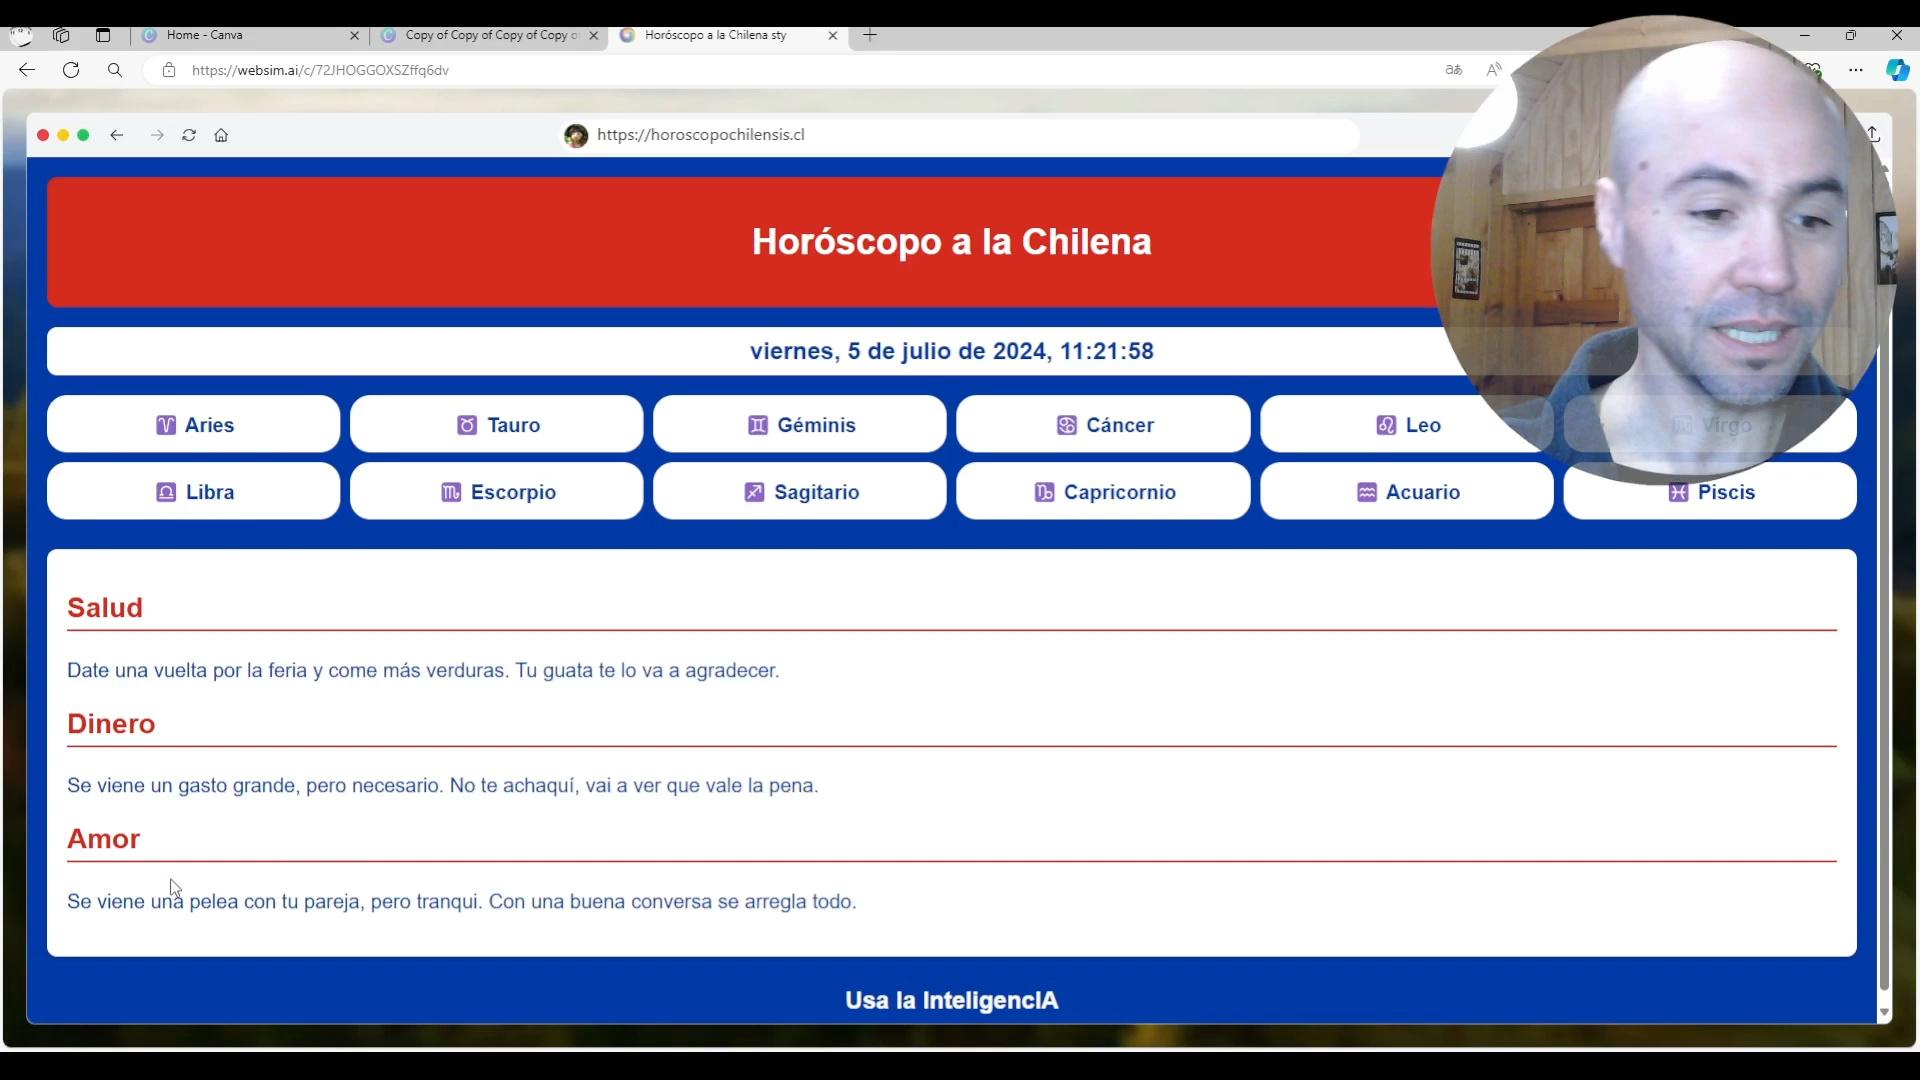 Home - Canva
Copy of Copy of Copy of Copy o
Horóscopo a la Chilena sty
https://websim.ai/c/72JHOGGOXSZffq6dv
https://horoscopochilensis.cl
Horóscopo a la Chilena
viernes, 5 de julio de 2024, 11:21:58
♈ Aries
♉ Tauro
♊ Géminis
♋ Cáncer
♌ Leo
♍ Virgo
♎ Libra
♏ Escorpio
♐ Sagitario
♑ Capricornio
♒ Acuario
♓ Piscis
Salud
Date una vuelta por la feria y come más verduras. Tu guata te lo va a agradecer.
Dinero
Se viene un gasto grande, pero necesario. No te achaquí, vai a ver que vale la pena.
Amor
Se viene una pelea con tu pareja, pero tranqui. Con una buena conversa se arregla todo.
Usa la InteligencIA